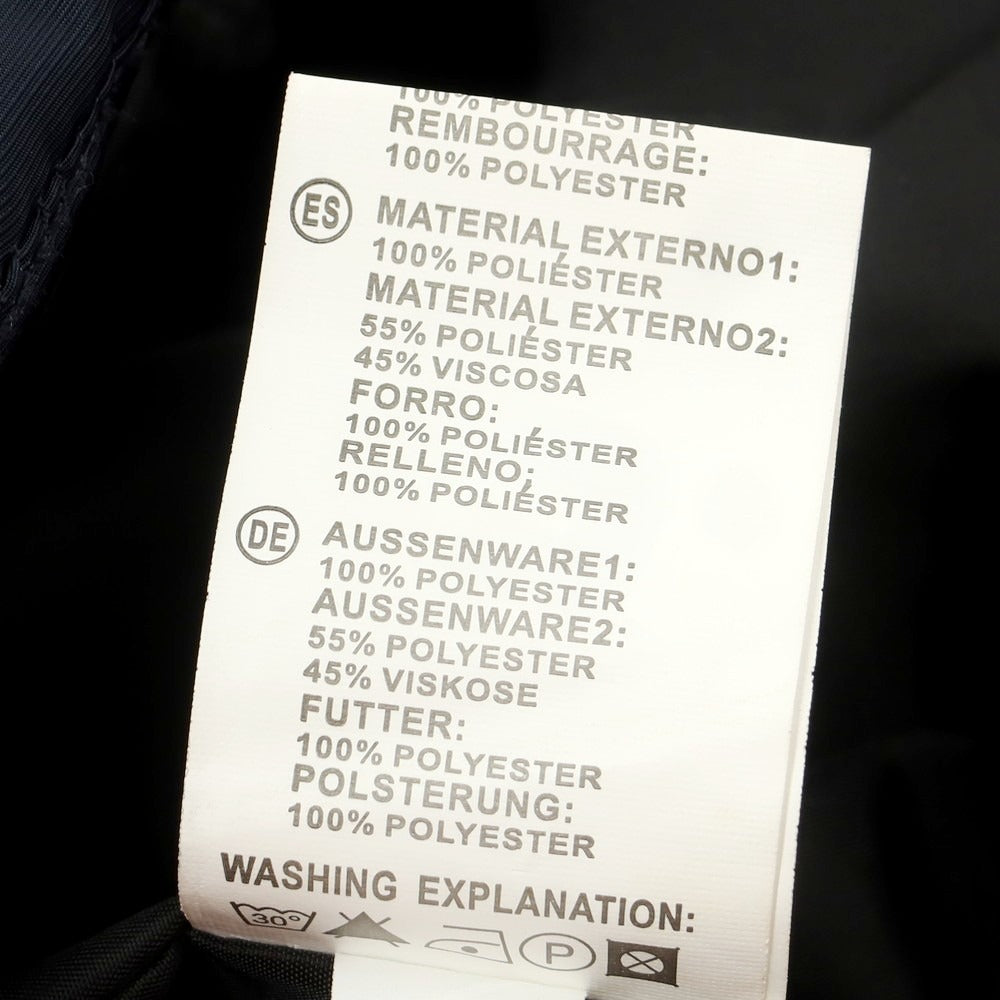 100% POLYESTER
REMBOURRAGE:
100% POLYESTER
ES MATERIAL EXTERNO1:
100% POLIÉSTER
MATERIAL EXTERNO2:
55% POLIÉSTER
45% VISCOSA
FORRO:
100% POLIÉSTER
RELLENO:
100% POLIÉSTER
DE AUSSENWARE1:
100% POLYESTER
AUSSENWARE2:
55% POLYESTER
45% VISKOSE
FUTTER:
100% POLYESTER
POLSTERUNG:
100% POLYESTER
WASHING EXPLANATION:
30° P